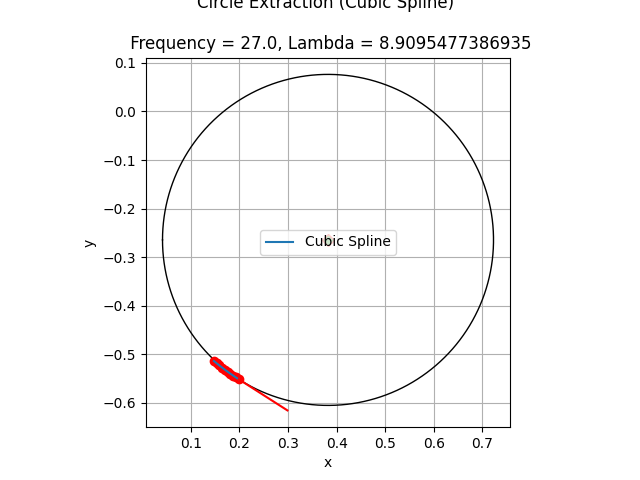 Circle Extraction (Cubic Spline)
Frequency = 27.0, Lambda = 8.9095477386935
0.1
0.0
−0.1
−0.2
−0.3
−0.4
−0.5
−0.6
y
Cubic Spline
0.1 0.2 0.3 0.4 0.5 0.6 0.7
x